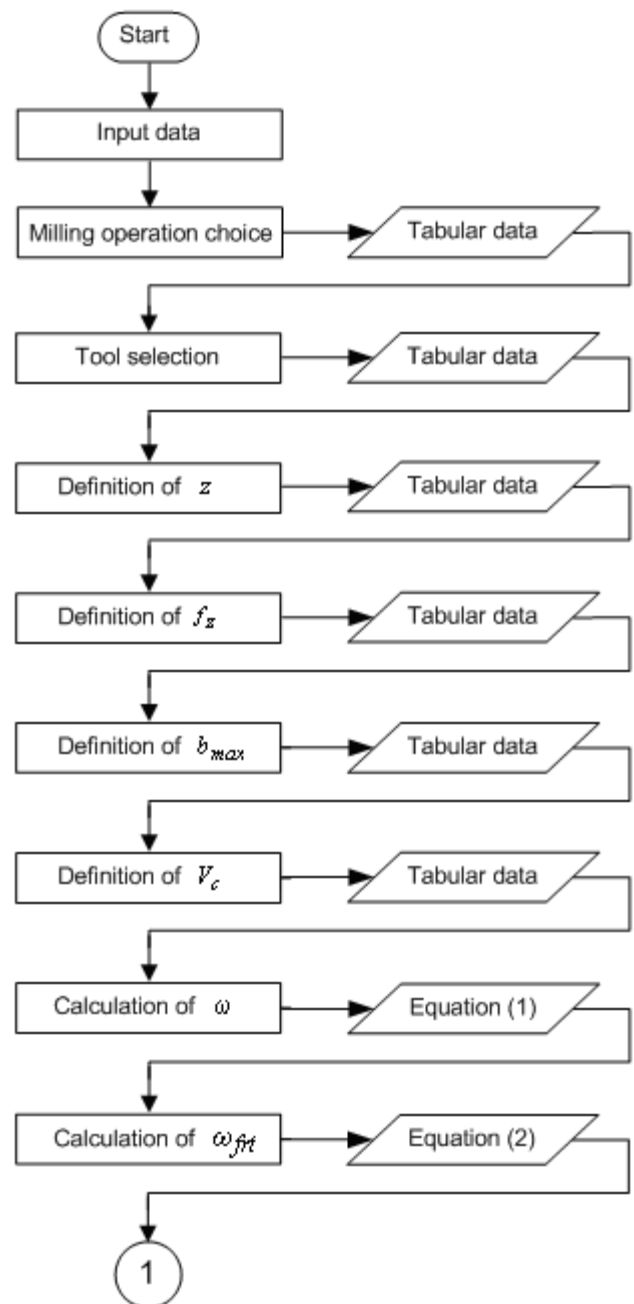 Start
Input data
Milling operation choice
Tabular data
Tool selection
Tabular data
Definition of z
Tabular data
Definition of f_z
Tabular data
Definition of b_max
Tabular data
Definition of V_c
Tabular data
Calculation of ω
Equation (1)
Calculation of ω_frt
Equation (2)
1